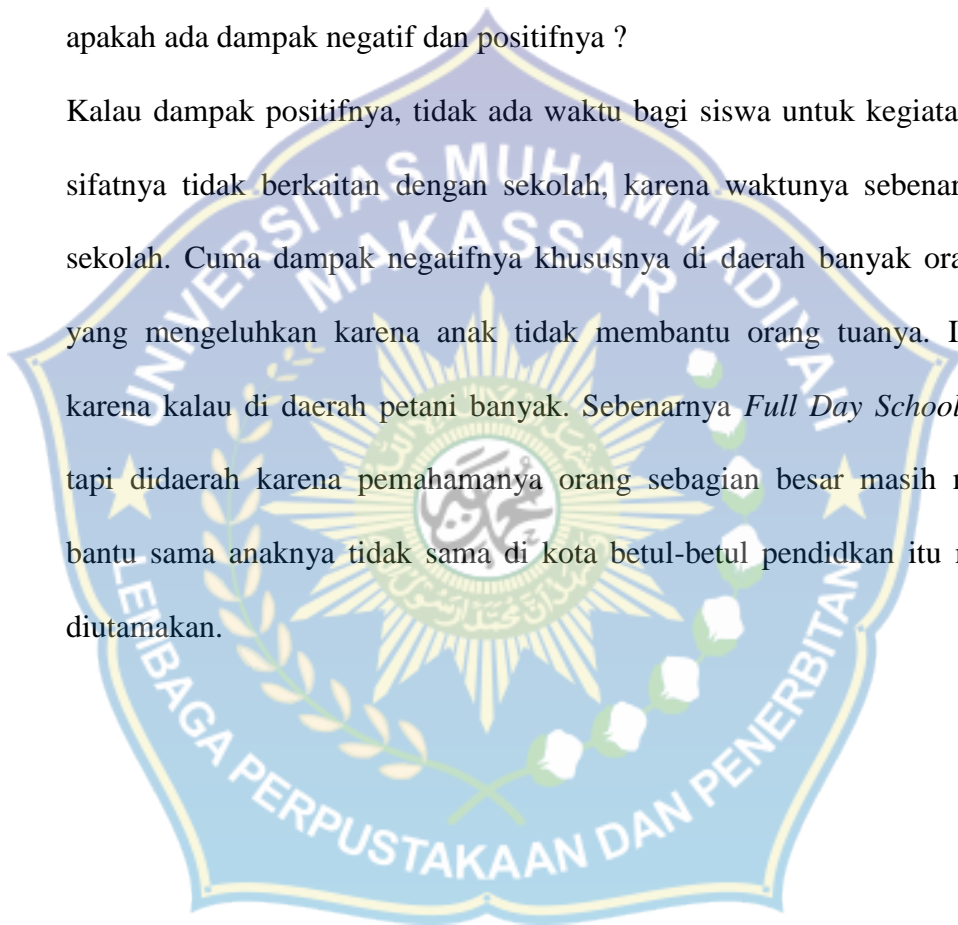 apakah ada dampak negatif dan positifnya ?
Kalau dampak positifnya, tidak ada waktu bagi siswa untuk kegiata
sifatnya tidak berkaitan dengan sekolah, karena waktunya sebenar
sekolah. Cuma dampak negatifnya khususnya di daerah banyak ora
yang mengeluhkan karena anak tidak membantu orang tuanya. I
karena kalau di daerah petani banyak. Sebenarnya Full Day School
tapi didaerah karena pemahamanya orang sebagian besar masih
bantu sama anaknya tidak sama di kota betul-betul pendidkan itu
diutamakan.
UNIVERSITAS MUHAMMADIYAH
MAKASSAR
LEMBAGA PERPUSTAKAAN DAN PENERBITAN